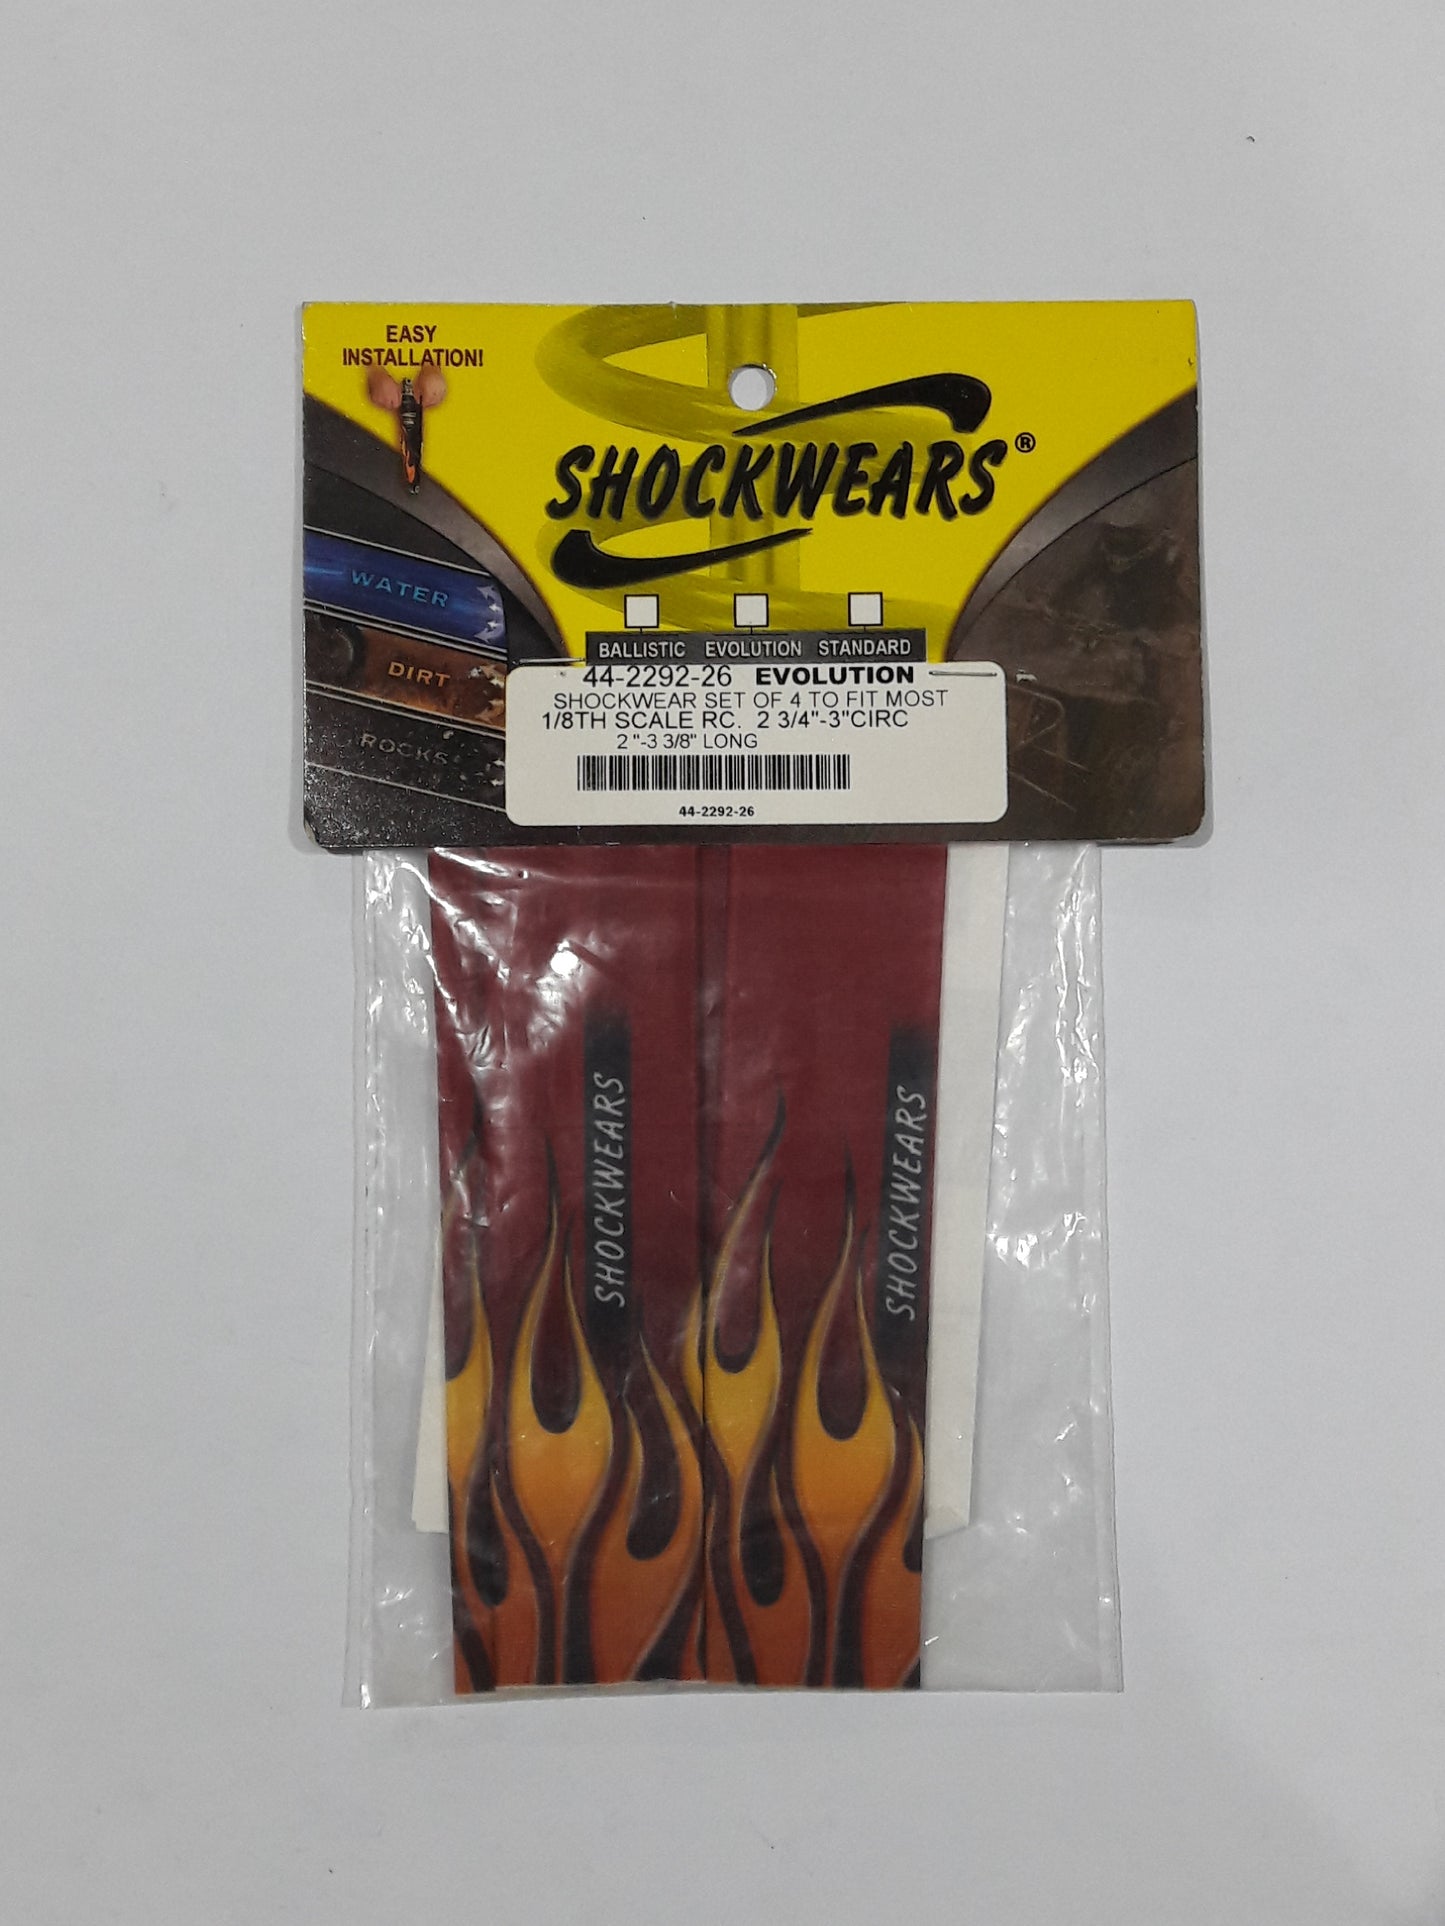 EASY
INSTALLATION!
SHOCKWEARS®
WATER
DIRT
ROCKS
BALLISTIC EVOLUTION STANDARD
44-2292-26 EVOLUTION
SHOCKWEAR SET OF 4 TO FIT MOST
1/8TH SCALE RC. 2 3/4"-3"CIRC
2 "-3 3/8" LONG
44-2292-26
SHOCKWEARS
SHOCKWEARS